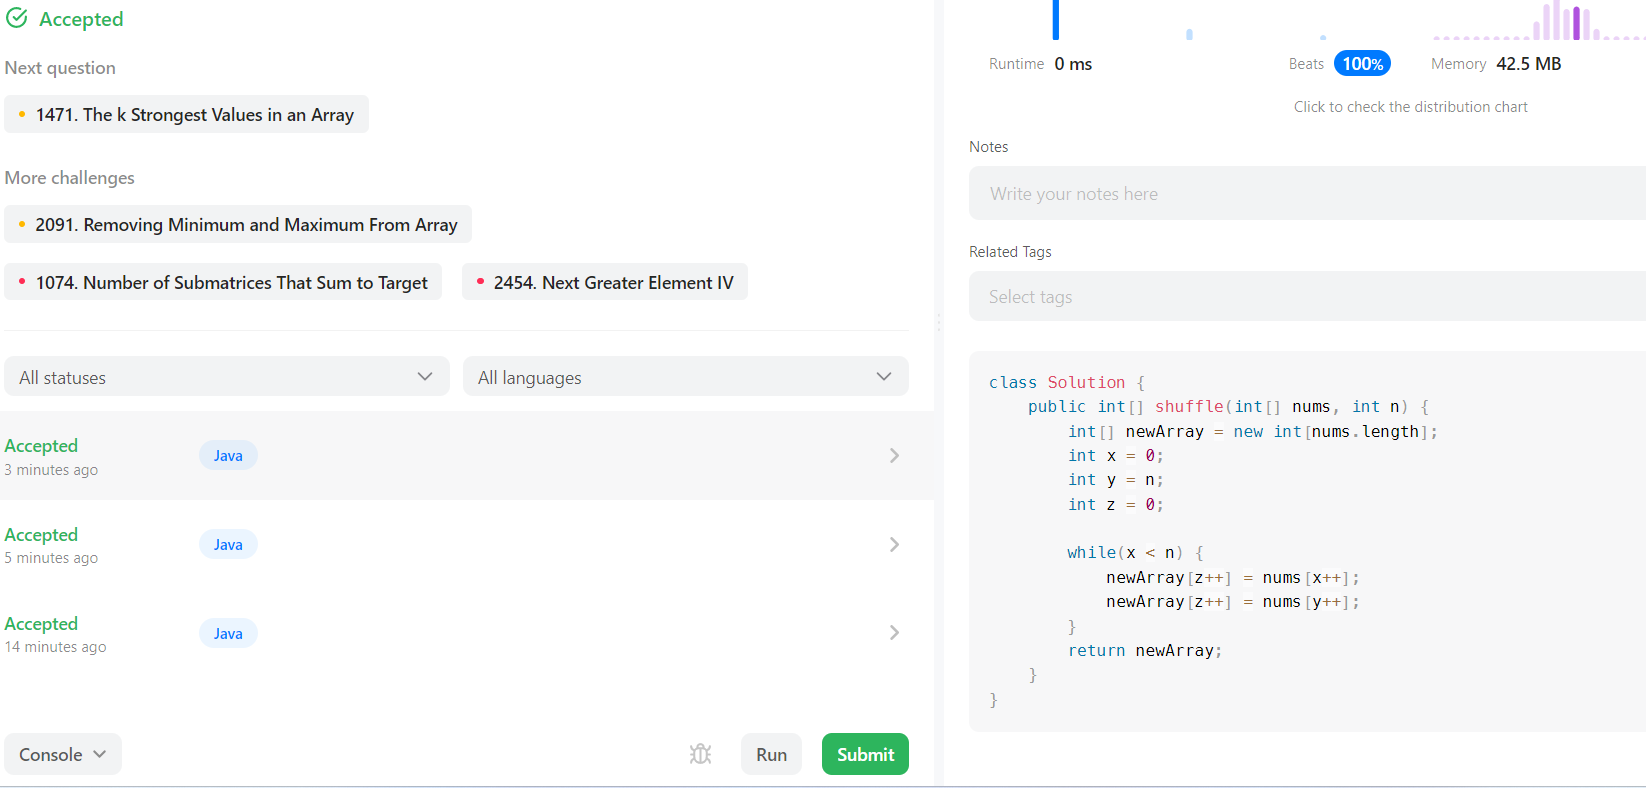 Accepted
Next question
1471. The k Strongest Values in an Array
More challenges
2091. Removing Minimum and Maximum From Array
1074. Number of Submatrices That Sum to Target
2454. Next Greater Element IV
All statuses
All languages
Accepted
3 minutes ago
Java
Accepted
5 minutes ago
Java
Accepted
14 minutes ago
Java
Console
Run
Submit
Runtime 0 ms
Beats 100%
Memory 42.5 MB
Click to check the distribution chart
Notes
Write your notes here
Related Tags
Select tags
class Solution {
    public int[] shuffle(int[] nums, int n) {
        int[] newArray = new int[nums.length];
        int x = 0;
        int y = n;
        int z = 0;

        while(x < n) {
            newArray[z++] = nums[x++];
            newArray[z++] = nums[y++];
        }
        return newArray;
    }
}